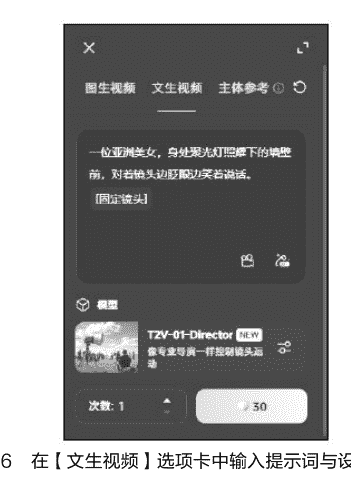 图生视频 文生视频 主体参考
一位亚洲美女，身处聚光灯照耀下的墙壁
前，对着镜头边眨眼边笑着说话。
[固定镜头]
模型
T2V-01-Director NEW
像专业导演一样控制镜头运
动
次数: 1
30
6 在【文生视频】选项卡中输入提示词与设